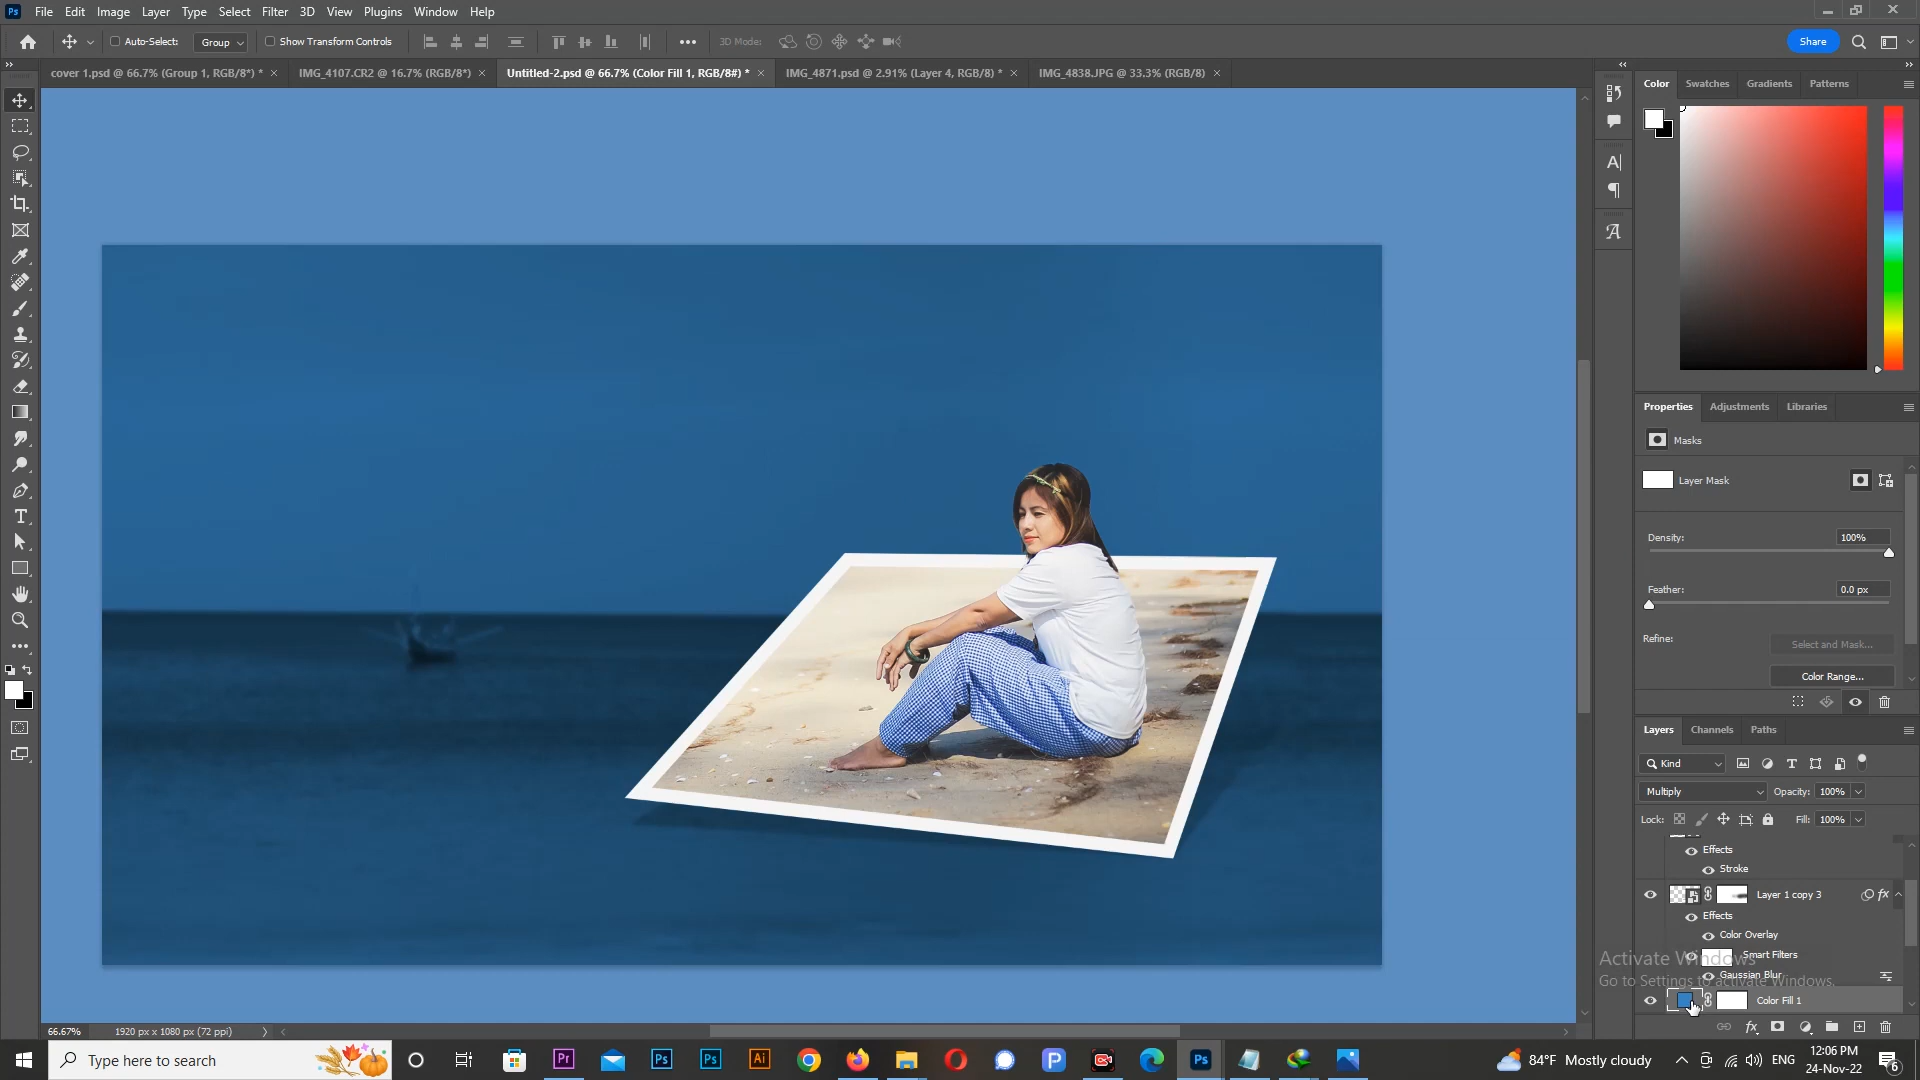 File Edit Image Layer Type Select Filter 3D View Plugins Window Help
Auto-Select: Group Show Transform Controls 3D Mode: Share
cover 1.psd @ 66.7% (Group 1, RGB/8*) * × IMG_4107.CR2 @ 16.7% (RGB/8*) × Untitled-2.psd @ 66.7% (Color Fill 1, RGB/8#) * × IMG_4871.psd @ 2.91% (Layer 4, RGB/8) * × IMG_4838.JPG @ 33.3% (RGB/8) ×
Color Swatches Gradients Patterns
Properties Adjustments Libraries
Masks
Layer Mask
Density: 100%
Feather: 0.0 px
Refine: Select and Mask...
Color Range...
Layers Channels Paths
Kind
Multiply Opacity: 100%
Lock: Fill: 100%
Effects
Stroke
Layer 1 copy 3 fx
Effects
Color Overlay
Smart Filters
Gaussian Blur
Color Fill 1
Activate Windows
Go to Settings to activate Windows.
66.67% 1920 px x 1080 px (72 ppi)
Type here to search
84°F Mostly cloudy
ENG
12:06 PM
24-Nov-22
6